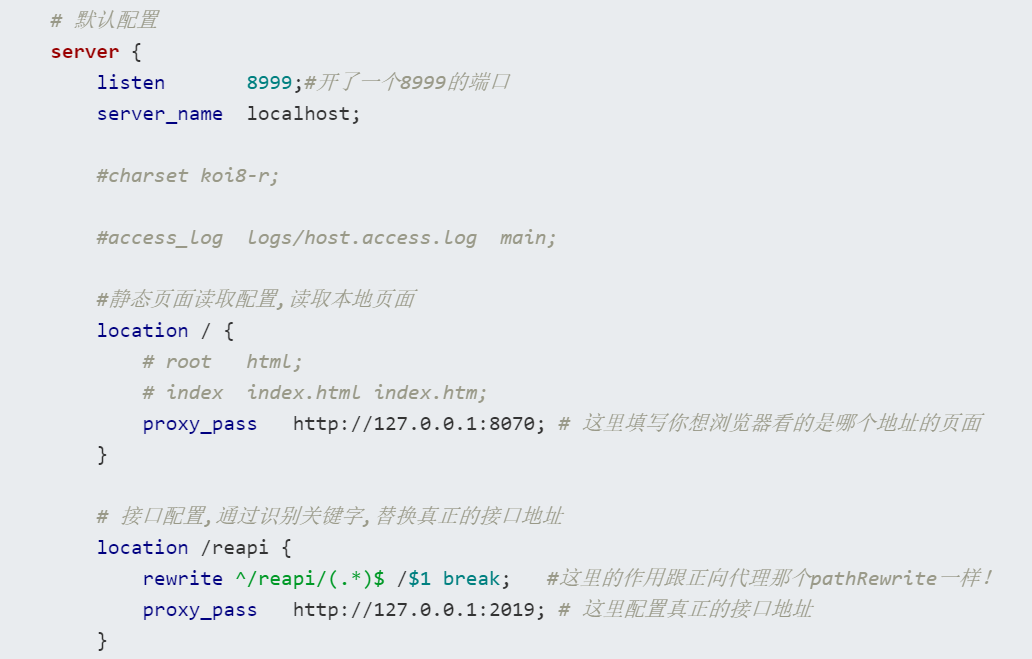 # 默认配置
server {
listen 8999;#开了一个8999的端口
server_name localhost;
#charset koi8-r;
#access_log logs/host.access.log main;
#静态页面读取配置,读取本地页面
location / {
# root html;
# index index.html index.htm;
proxy_pass http://127.0.0.1:8070; # 这里填写你想浏览器看的是哪个地址的页面
}
# 接口配置,通过识别关键字,替换真正的接口地址
location /reapi {
rewrite ^/reapi/(.*)$ /$1 break; #这里的作用跟正向代理那个pathRewrite一样!
proxy_pass http://127.0.0.1:2019; # 这里配置真正的接口地址
}